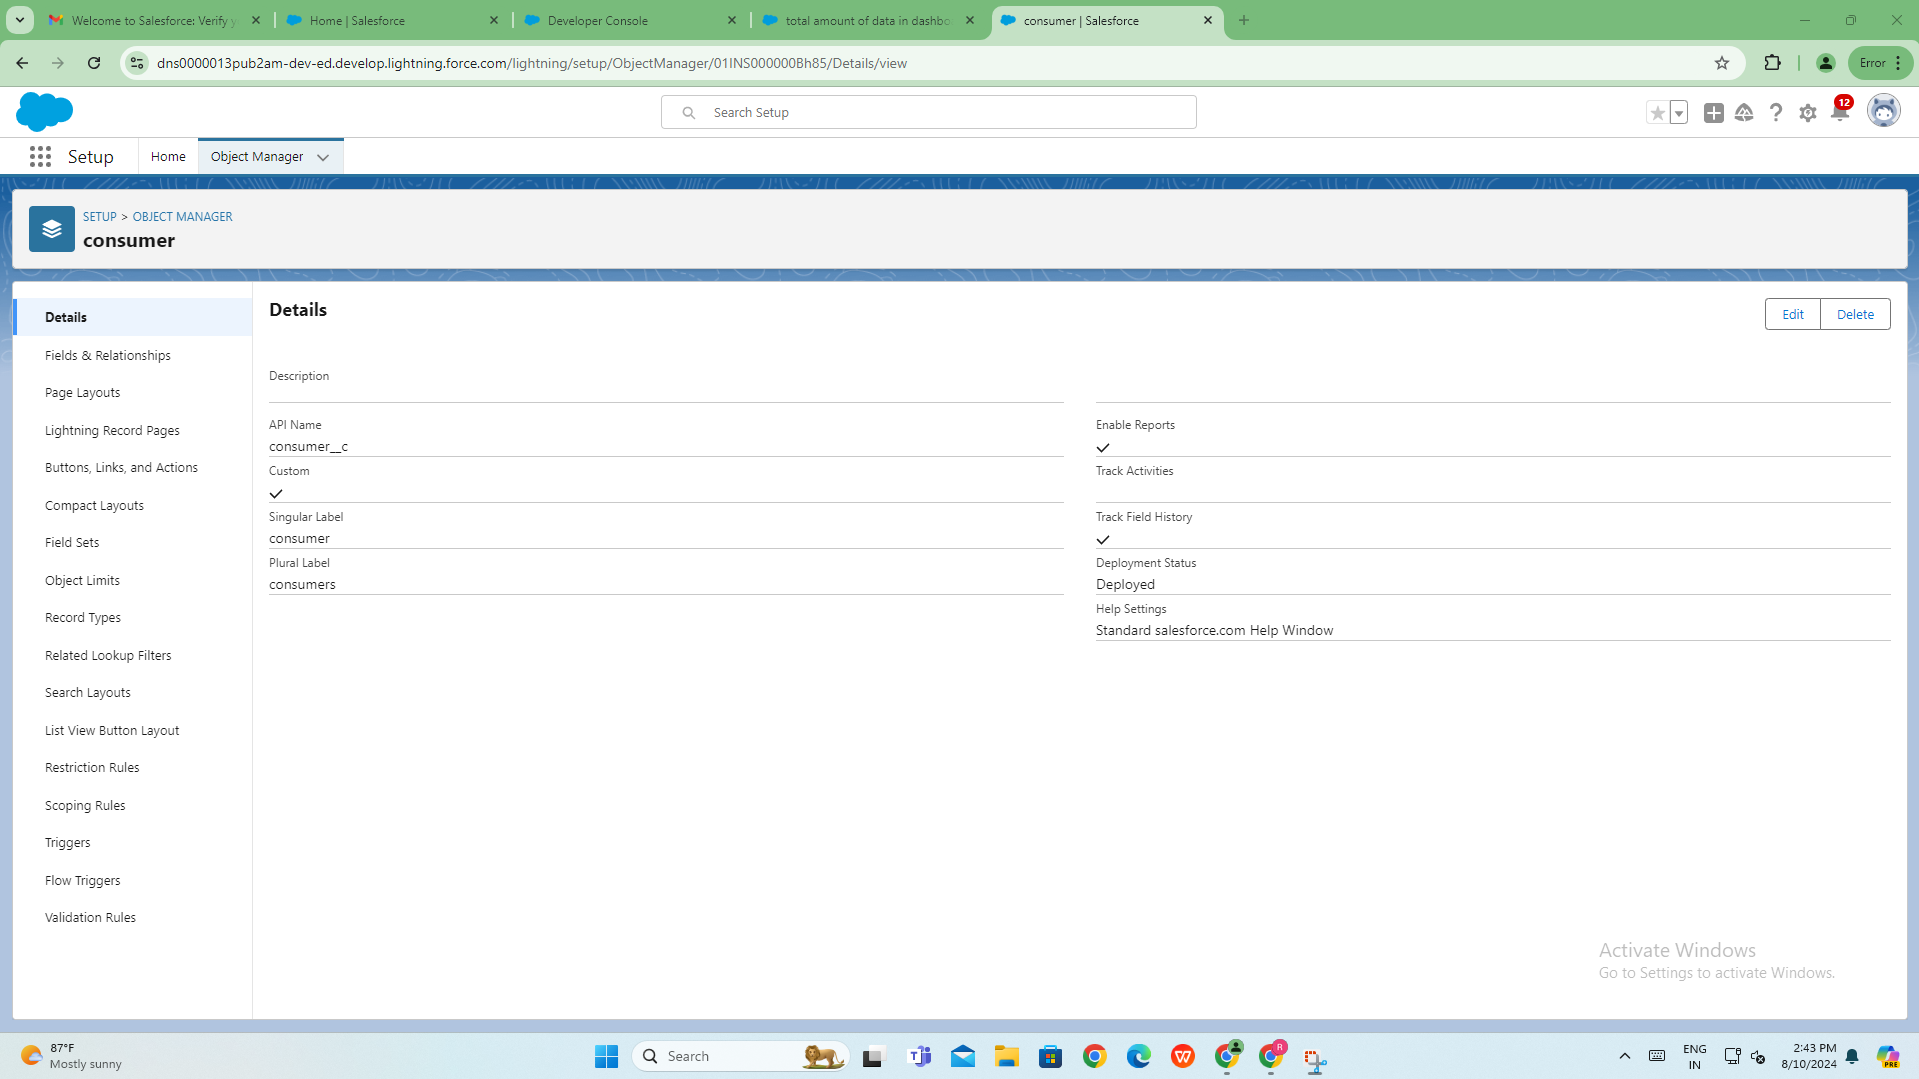 Welcome to Salesforce: Verify y
Home | Salesforce
Developer Console
total amount of data in dashbo
consumer | Salesforce
dns0000013pub2am-dev-ed.develop.lightning.force.com/lightning/setup/ObjectManager/01INS000000Bh85/Details/view
Error
Search Setup
12
Setup
Home
Object Manager
SETUP > OBJECT MANAGER
consumer
Details
Fields & Relationships
Page Layouts
Lightning Record Pages
Buttons, Links, and Actions
Compact Layouts
Field Sets
Object Limits
Record Types
Related Lookup Filters
Search Layouts
List View Button Layout
Restriction Rules
Scoping Rules
Triggers
Flow Triggers
Validation Rules
Details
Edit
Delete
Description
API Name
consumer__c
Custom
Singular Label
consumer
Plural Label
consumers
Enable Reports
Track Activities
Track Field History
Deployment Status
Deployed
Help Settings
Standard salesforce.com Help Window
Activate Windows
Go to Settings to activate Windows.
87°F
Mostly sunny
Search
R
ENG
IN
2:43 PM
8/10/2024
PRE